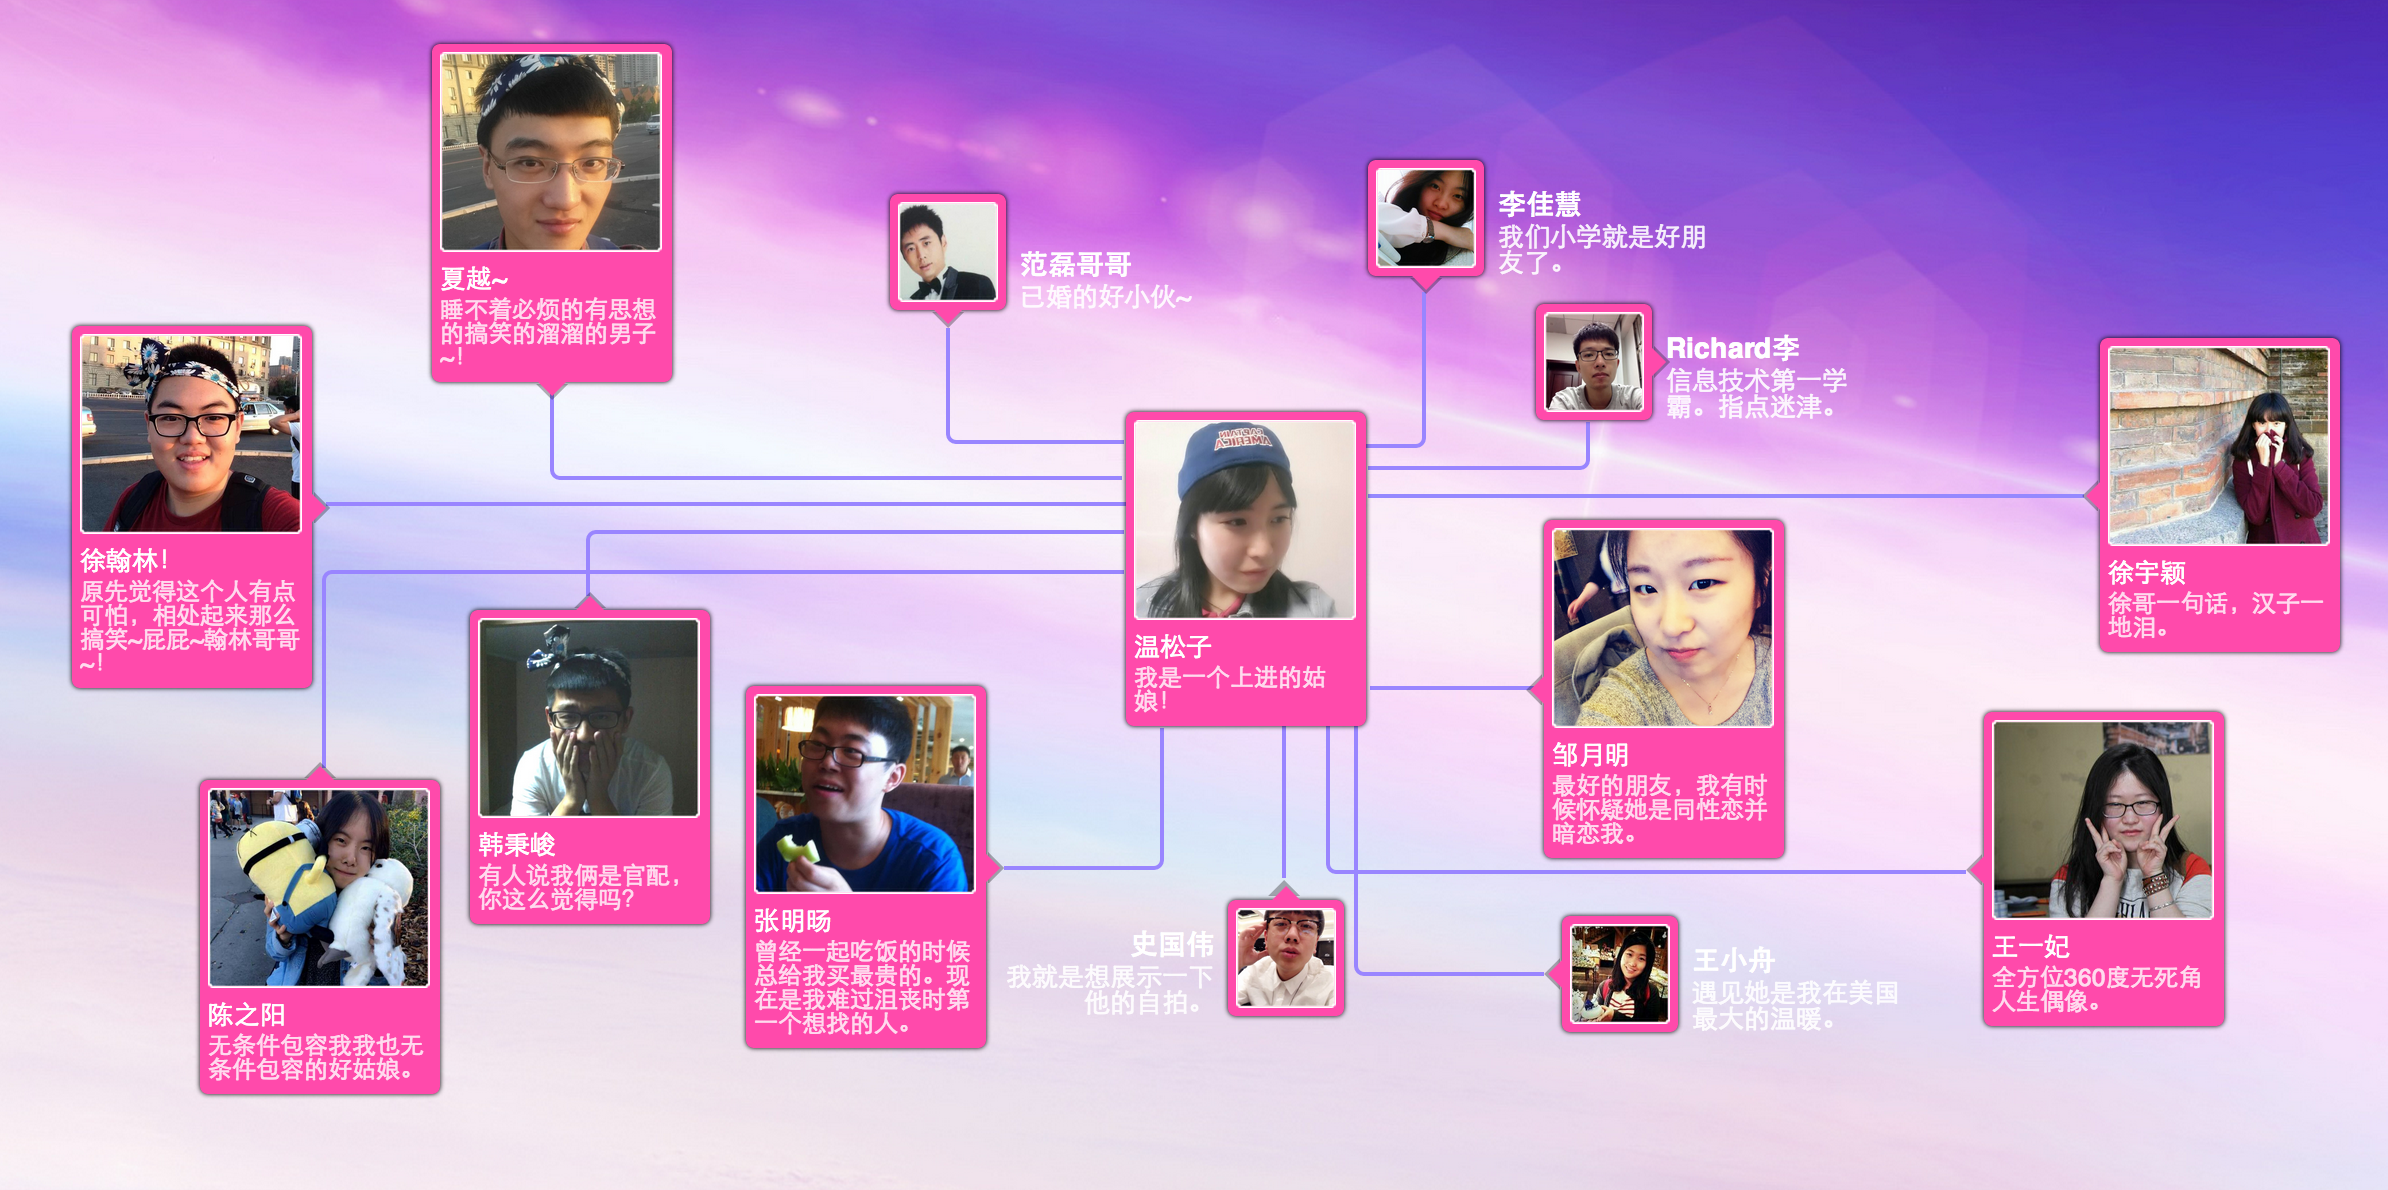 夏越~
睡不着必烦的有思想
的搞笑的溜溜的男子
~!
范磊哥哥
已婚的好小伙~
李佳慧
我们小学就是好朋
友了。
Richard李
信息技术第一学
霸。指点迷津。
徐翰林!
原先觉得这个人有点
可怕，相处起来那么
搞笑~屁屁~翰林哥哥
~!
CAPTAIN
AMERICA
温松子
我是一个上进的姑
娘!
徐宇颖
徐哥一句话，汉子一
地泪。
邹月明
最好的朋友，我有时
候怀疑她是同性恋并
暗恋我。
韩秉峻
有人说我俩是官配，
你这么觉得吗?
张明旸
曾经一起吃饭的时候
总给我买最贵的。现
在是我难过沮丧时第
一个想找的人。
史国伟
我就是想展示一下
他的自拍。
王小舟
遇见她是我在美国
最大的温暖。
王一妃
全方位360度无死角
人生偶像。
陈之阳
无条件包容我我也无
条件包容的好姑娘。